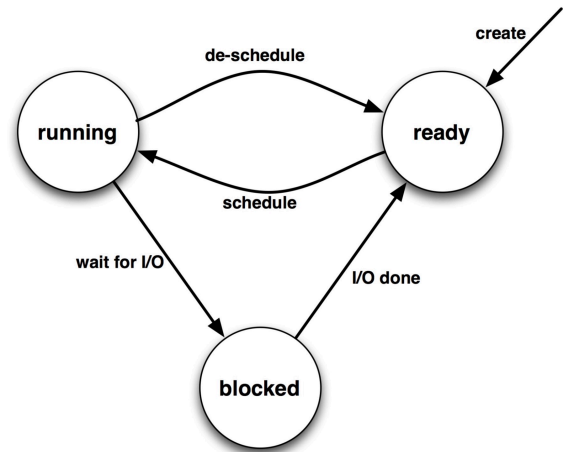 create
de-schedule
running
ready
schedule
wait for I/O
I/O done
blocked